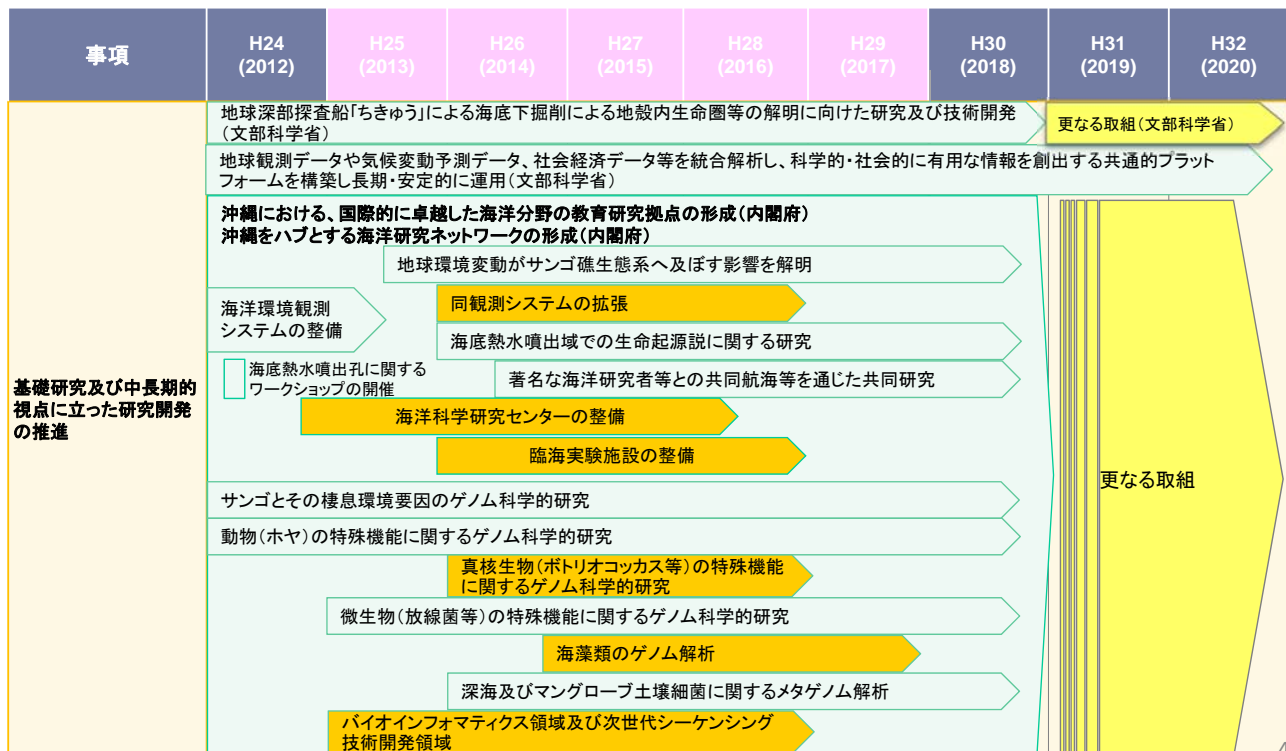 事項
H24
(2012)
H25
(2013)
H26
(2014)
H27
(2015)
H28
(2016)
H29
(2017)
H30
(2018)
H31
(2019)
H32
(2020)
基礎研究及び中長期的
視点に立った研究開発
の推進
地球深部探査船「ちきゅう」による海底下掘削による地殻内生命圏等の解明に向けた研究及び技術開発
(文部科学省)
更なる取組(文部科学省)
地球観測データや気候変動予測データ、社会経済データ等を統合解析し、科学的・社会的に有用な情報を創出する共通的プラット
フォームを構築し長期・安定的に運用(文部科学省)
沖縄における、国際的に卓越した海洋分野の教育研究拠点の形成(内閣府)
沖縄をハブとする海洋研究ネットワークの形成(内閣府)
地球環境変動がサンゴ礁生態系へ及ぼす影響を解明
海洋環境観測
システムの整備
同観測システムの拡張
海底熱水噴出域での生命起源説に関する研究
海底熱水噴出孔に関する
ワークショップの開催
著名な海洋研究者等との共同航海等を通じた共同研究
海洋科学研究センターの整備
臨海実験施設の整備
更なる取組
サンゴとその棲息環境要因のゲノム科学的研究
動物(ホヤ)の特殊機能に関するゲノム科学的研究
真核生物(ボトリオコッカス等)の特殊機能
に関するゲノム科学的研究
微生物(放線菌等)の特殊機能に関するゲノム科学的研究
海藻類のゲノム解析
深海及びマングローブ土壌細菌に関するメタゲノム解析
バイオインフォマティクス領域及び次世代シーケンシング
技術開発領域